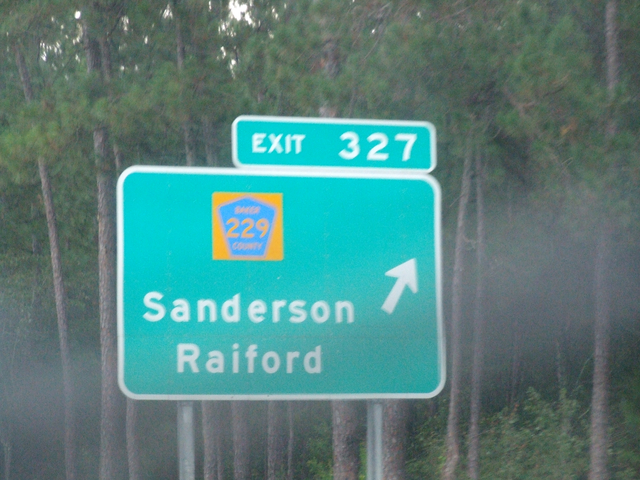 EXIT 327
BAKER
229
COUNTY
Sanderson
Raiford